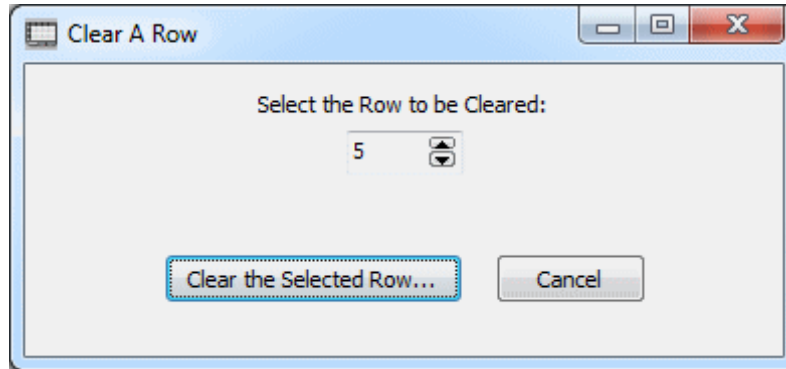 Clear A Row
Select the Row to be Cleared:
5
Clear the Selected Row... Cancel